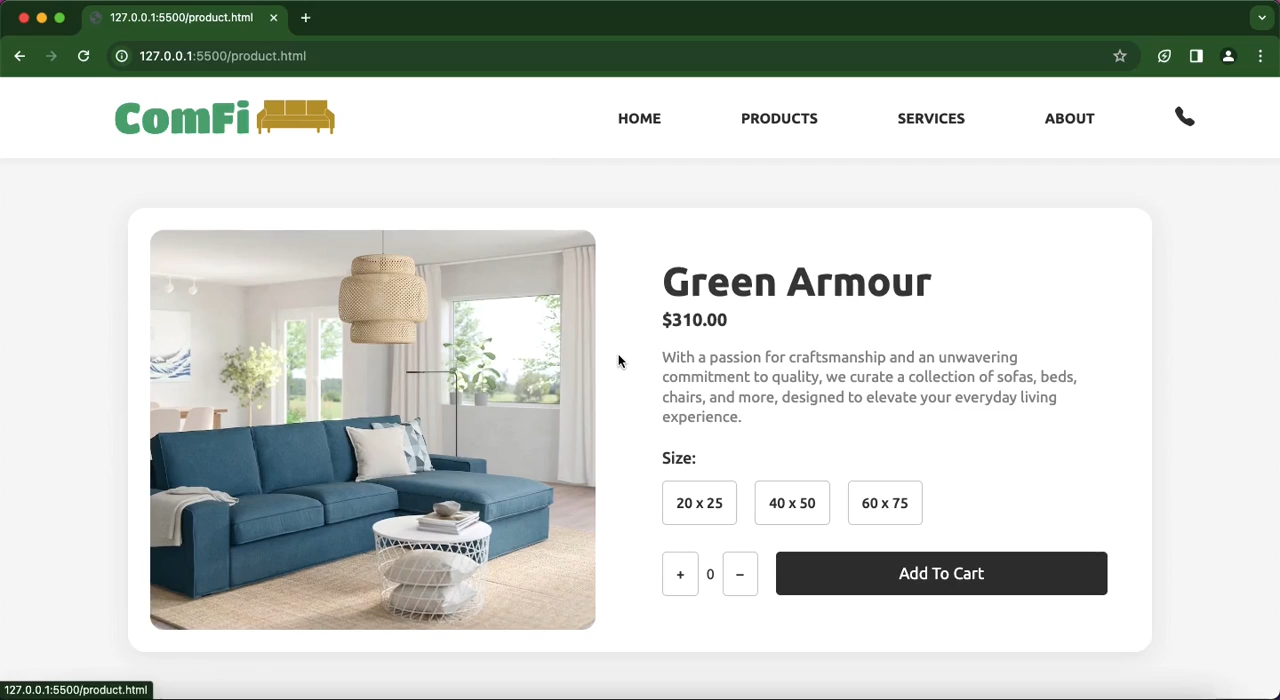 127.0.0.1:5500/product.html
127.0.0.1:5500/product.html
ComFi
HOME PRODUCTS SERVICES ABOUT
Green Armour
$310.00
With a passion for craftsmanship and an unwavering
commitment to quality, we curate a collection of sofas, beds,
chairs, and more, designed to elevate your everyday living
experience.
Size:
20 x 25 40 x 50 60 x 75
+ 0 − Add To Cart
127.0.0.1:5500/product.html